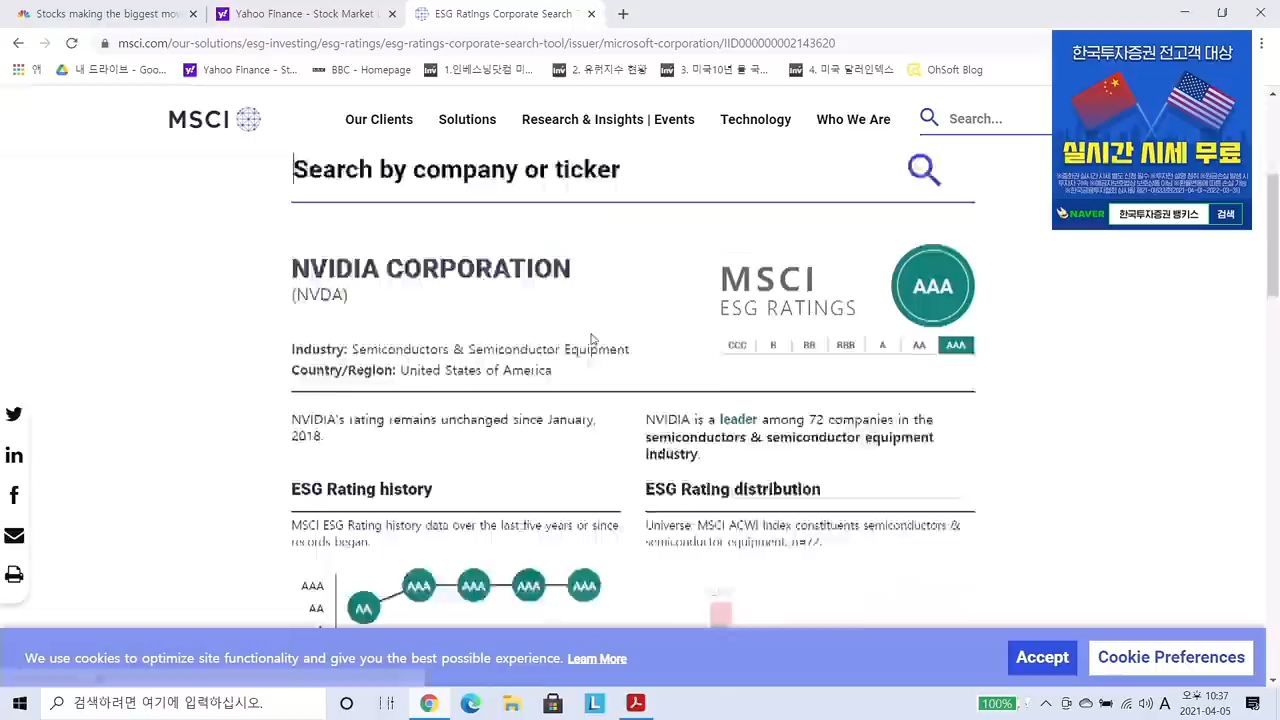 Stocks making the biggest mov
Yahoo Finance - Stock Market L
ESG Ratings Corporate Search T
msci.com/our-solutions/esg-investing/esg-ratings/esg-ratings-corporate-search-tool/issuer/microsoft-corporation/IID000000002143620
앱
내 드라이브 - Goo...
Yahoo Finance - St...
BBC - Homepage
1.인베스닝닷컴 미...
2. 유럽지수 현황
3. 미국10년 물 국...
4. 미국 달러인덱스
OhSoft Blog
한국투자증권 전고객 대상
실시간 시세 무료
NAVER
한국투자증권 뱅키스
검색
MSCI
Our Clients
Solutions
Research & Insights | Events
Technology
Who We Are
Search...
Search by company or ticker
NVIDIA CORPORATION
(NVDA)
MSCI
ESG RATINGS
AAA
CCC B BB BBB A AA AAA
Industry: Semiconductors & Semiconductor Equipment
Country/Region: United States of America
NVIDIA's rating remains unchanged since January,
2018.
NVIDIA is a leader among 72 companies in the
semiconductors & semiconductor equipment
industry.
ESG Rating history
MSCI ESG Rating history data over the last five years or since
records began.
ESG Rating distribution
Universe: MSCI ACWI Index constituents semiconductors &
semiconductor equipment, n=72.
AAA
AA
AA
AAA
AAA
AAA
AAA
We use cookies to optimize site functionality and give you the best possible experience. Learn More
Accept
Cookie Preferences
검색하려면 여기에 입력하십시오.
100%
A
오후 10:37
2021-04-05